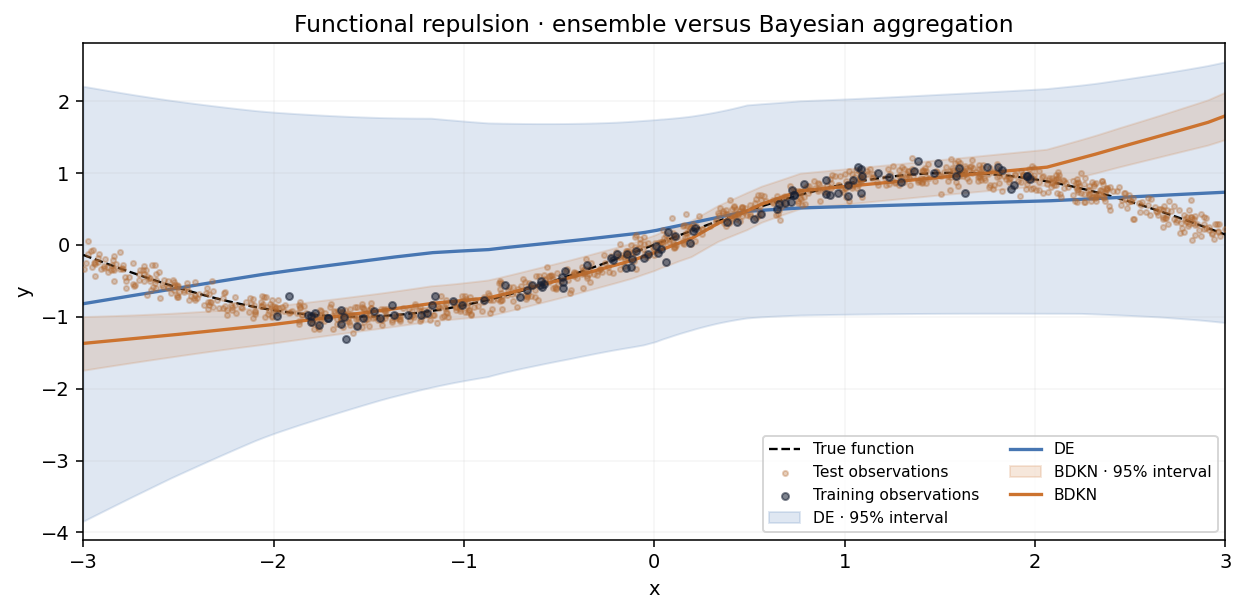 Functional repulsion · ensemble versus Bayesian aggregation
y
2
1
0
−1
−2
−3
−4
−3
−2
−1
0
1
2
3
x
True function
Test observations
Training observations
DE · 95% interval
DE
BDKN · 95% interval
BDKN